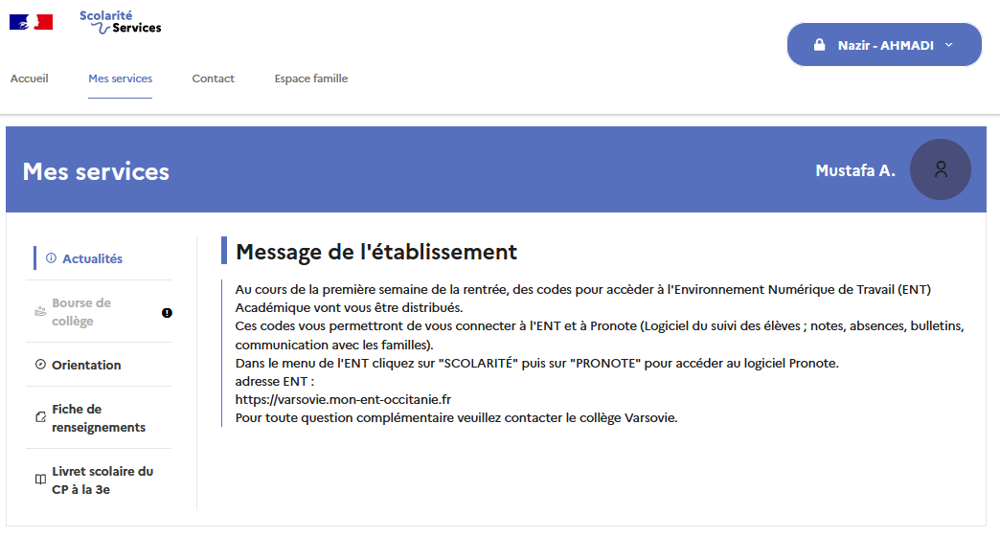 Scolarité
Services
Nazir - AHMADI
Accueil
Mes services
Contact
Espace famille
Mes services
Mustafa A.
Actualités
Bourse de
collège
Orientation
Fiche de
renseignements
Livret scolaire du
CP à la 3e
Message de l'établissement
Au cours de la première semaine de la rentrée, des codes pour accèder à l'Environnement Numérique de Travail (ENT)
Académique vont vous être distribués.
Ces codes vous permettront de vous connecter à l'ENT et à Pronote (Logiciel du suivi des élèves ; notes, absences, bulletins,
communication avec les familles).
Dans le menu de l'ENT cliquez sur "SCOLARITÉ" puis sur "PRONOTE" pour accéder au logiciel Pronote.
adresse ENT :
https://varsovie.mon-ent-occitanie.fr
Pour toute question complémentaire veuillez contacter le collège Varsovie.